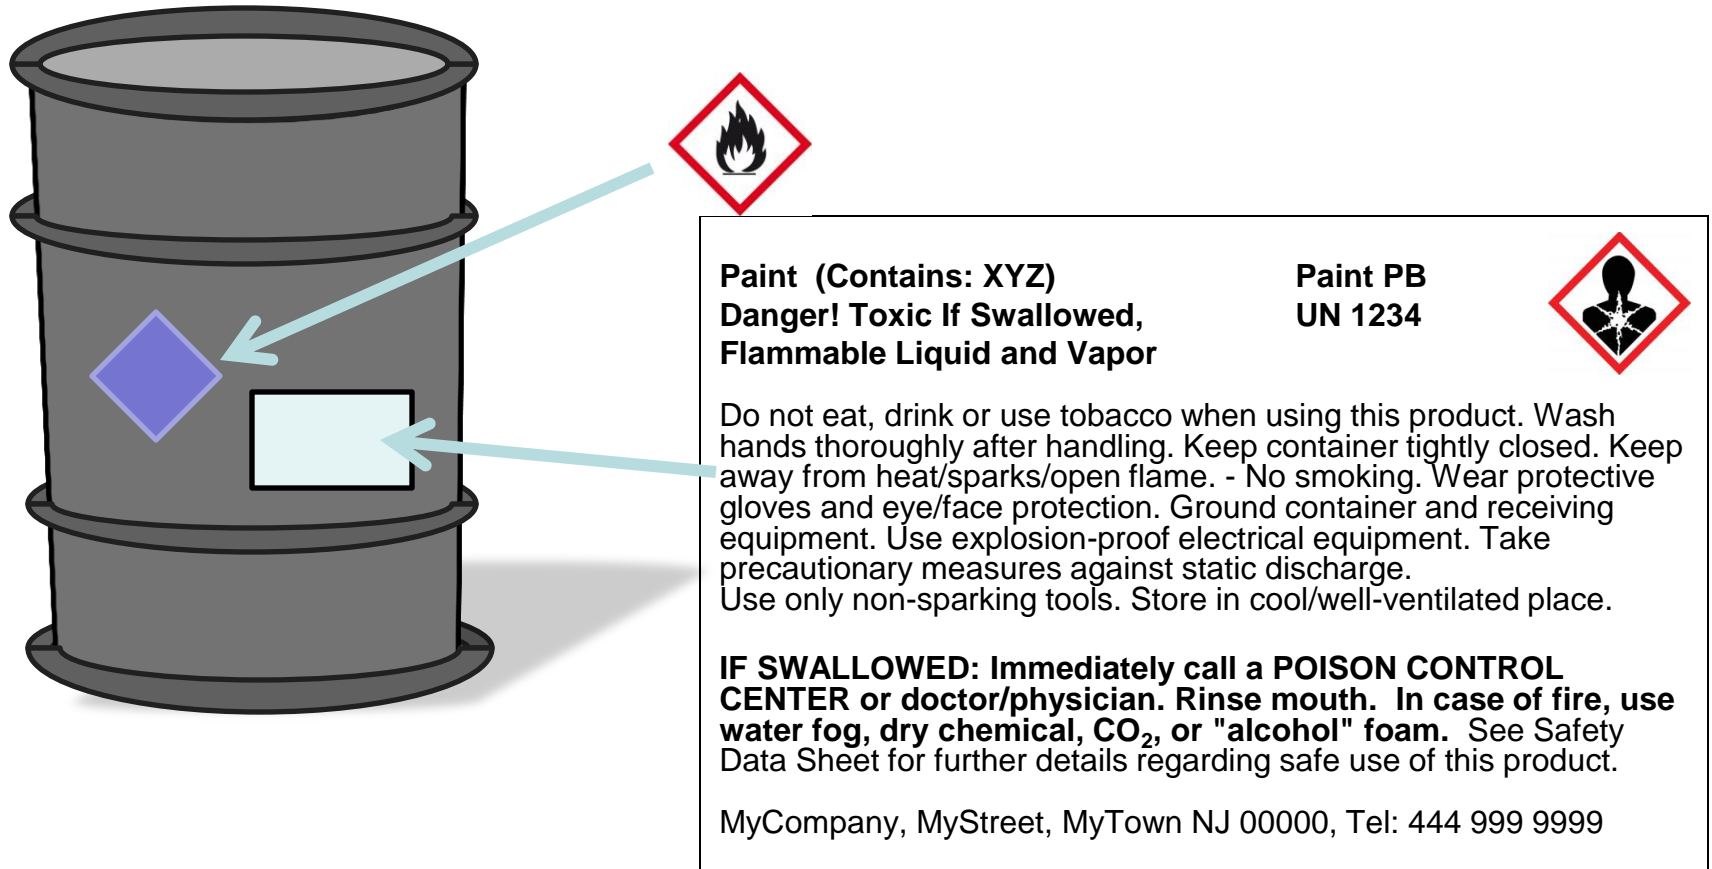 Paint (Contains: XYZ) Paint PB
Danger! Toxic If Swallowed, UN 1234
Flammable Liquid and Vapor
Do not eat, drink or use tobacco when using this product. Wash
hands thoroughly after handling. Keep container tightly closed. Keep
away from heat/sparks/open flame. - No smoking. Wear protective
gloves and eye/face protection. Ground container and receiving
equipment. Use explosion-proof electrical equipment. Take
precautionary measures against static discharge.
Use only non-sparking tools. Store in cool/well-ventilated place.
IF SWALLOWED: Immediately call a POISON CONTROL
CENTER or doctor/physician. Rinse mouth. In case of fire, use
water fog, dry chemical, CO₂, or "alcohol" foam. See Safety
Data Sheet for further details regarding safe use of this product.
MyCompany, MyStreet, MyTown NJ 00000, Tel: 444 999 9999